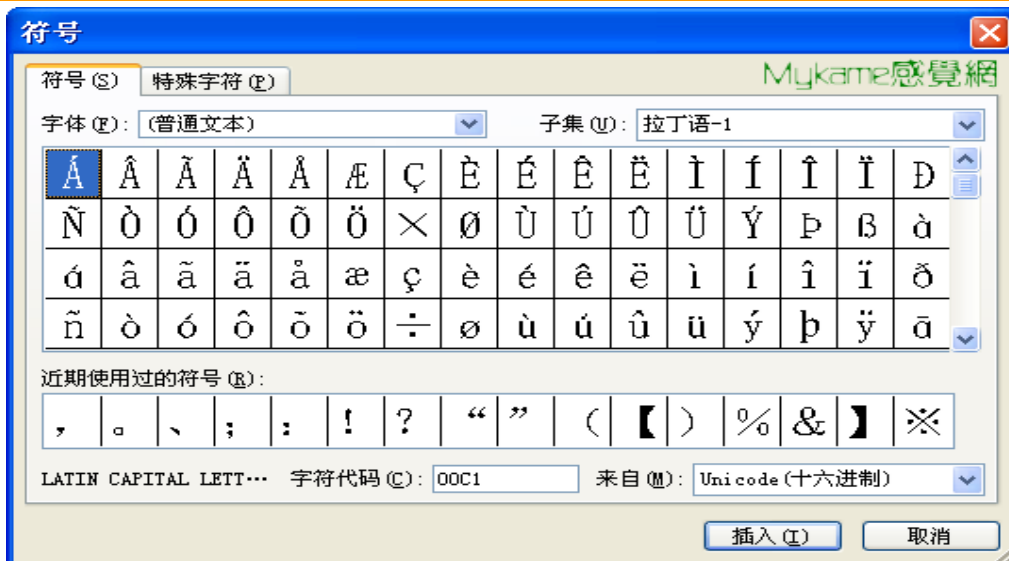 符号
符号(S) 特殊字符(P) Mykame感覺網
字体(F): (普通文本) 子集(U): 拉丁语-1
Á Â Ã Ä Å Æ Ç È É Ê Ë Ì Í Î Ï Ð
Ñ Ò Ó Ô Õ Ö × Ø Ù Ú Û Ü Ý Þ ß à
á â ã ä å æ ç è é ê ë ì í î ï ð
ñ ò ó ô õ ö ÷ ø ù ú û ü ý þ ÿ ā
近期使用过的符号(R):
， 。 、 ； ： ！ ？ “ ” （ 【 ） % & 】 ※
LATIN CAPITAL LETT… 字符代码(C): 00C1 来自(M): Unicode(十六进制)
插入(I) 取消